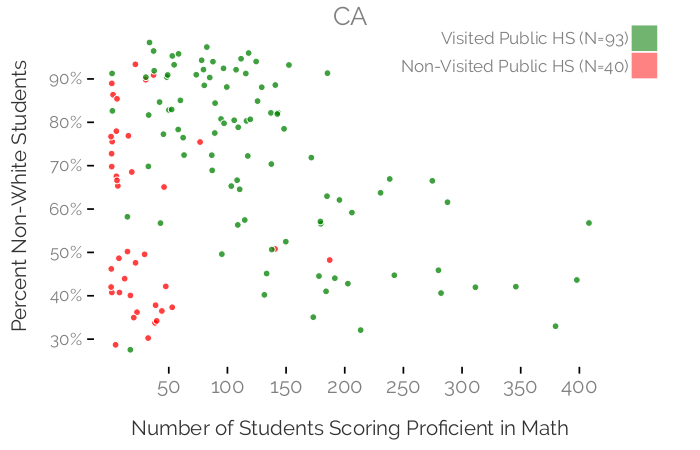 CA
Visited Public HS (N=93)
Non-Visited Public HS (N=40)
Percent Non-White Students
90%
80%
70%
60%
50%
40%
30%
50 100 150 200 250 300 350 400
Number of Students Scoring Proficient in Math